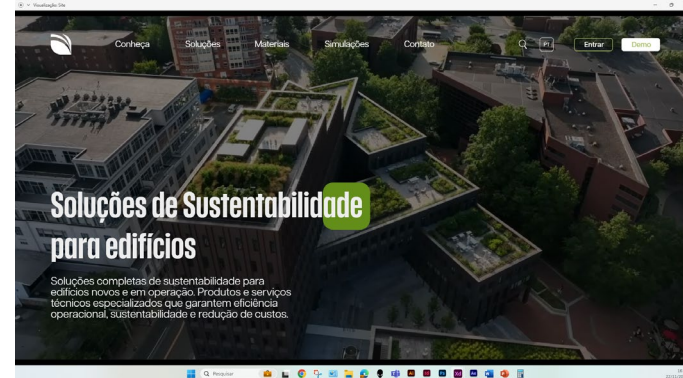 Visualização: Site
Conheça Soluções Materiais Simulações Contato PT Entrar Demo
Soluções de Sustentabilidade
para edifícios
Soluções completas de sustentabilidade para
edifícios novos e em operação. Produtos e serviços
técnicos especializados que garantem eficiência
operacional, sustentabilidade e redução de custos.
Pesquisar